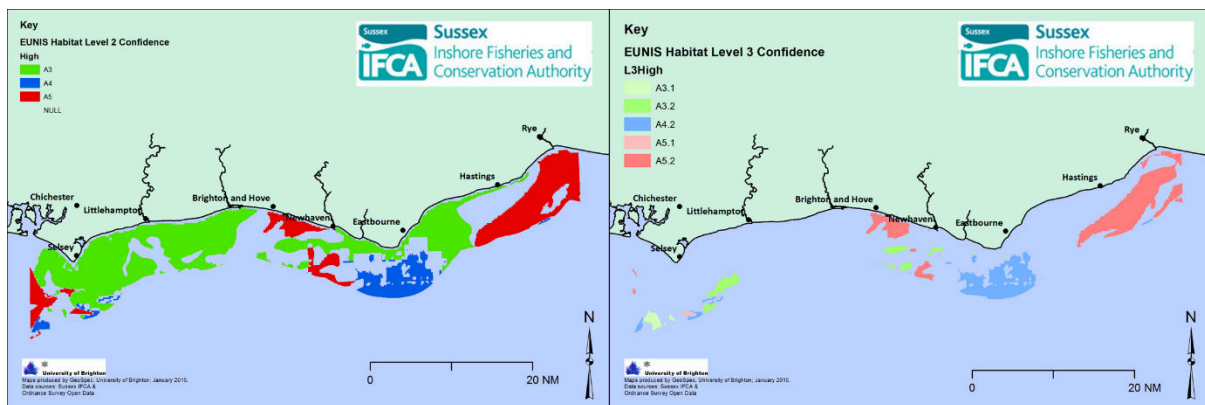 Key
EUNIS Habitat Level 2 Confidence
High
A3
A4
A5
NULL
Sussex
IFCA
Sussex
Inshore Fisheries and
Conservation Authority
Rye
Hastings
Chichester
Brighton and Hove
Littlehampton
Newhaven
Eastbourne
Selsey
N
University of Brighton
Maps produced by GeoSpec, University of Brighton; January 2015.
Data sources: Sussex IFCA &
Ordnance Survey Open Data
0
20 NM
Key
EUNIS Habitat Level 3 Confidence
L3High
A3.1
A3.2
A4.2
A5.1
A5.2
Sussex
IFCA
Sussex
Inshore Fisheries and
Conservation Authority
Rye
Hastings
Chichester
Brighton and Hove
Littlehampton
Newhaven
Eastbourne
Selsey
N
University of Brighton
Maps produced by GeoSpec, University of Brighton; January 2015.
Data sources: Sussex IFCA &
Ordnance Survey Open Data
0
20 NM